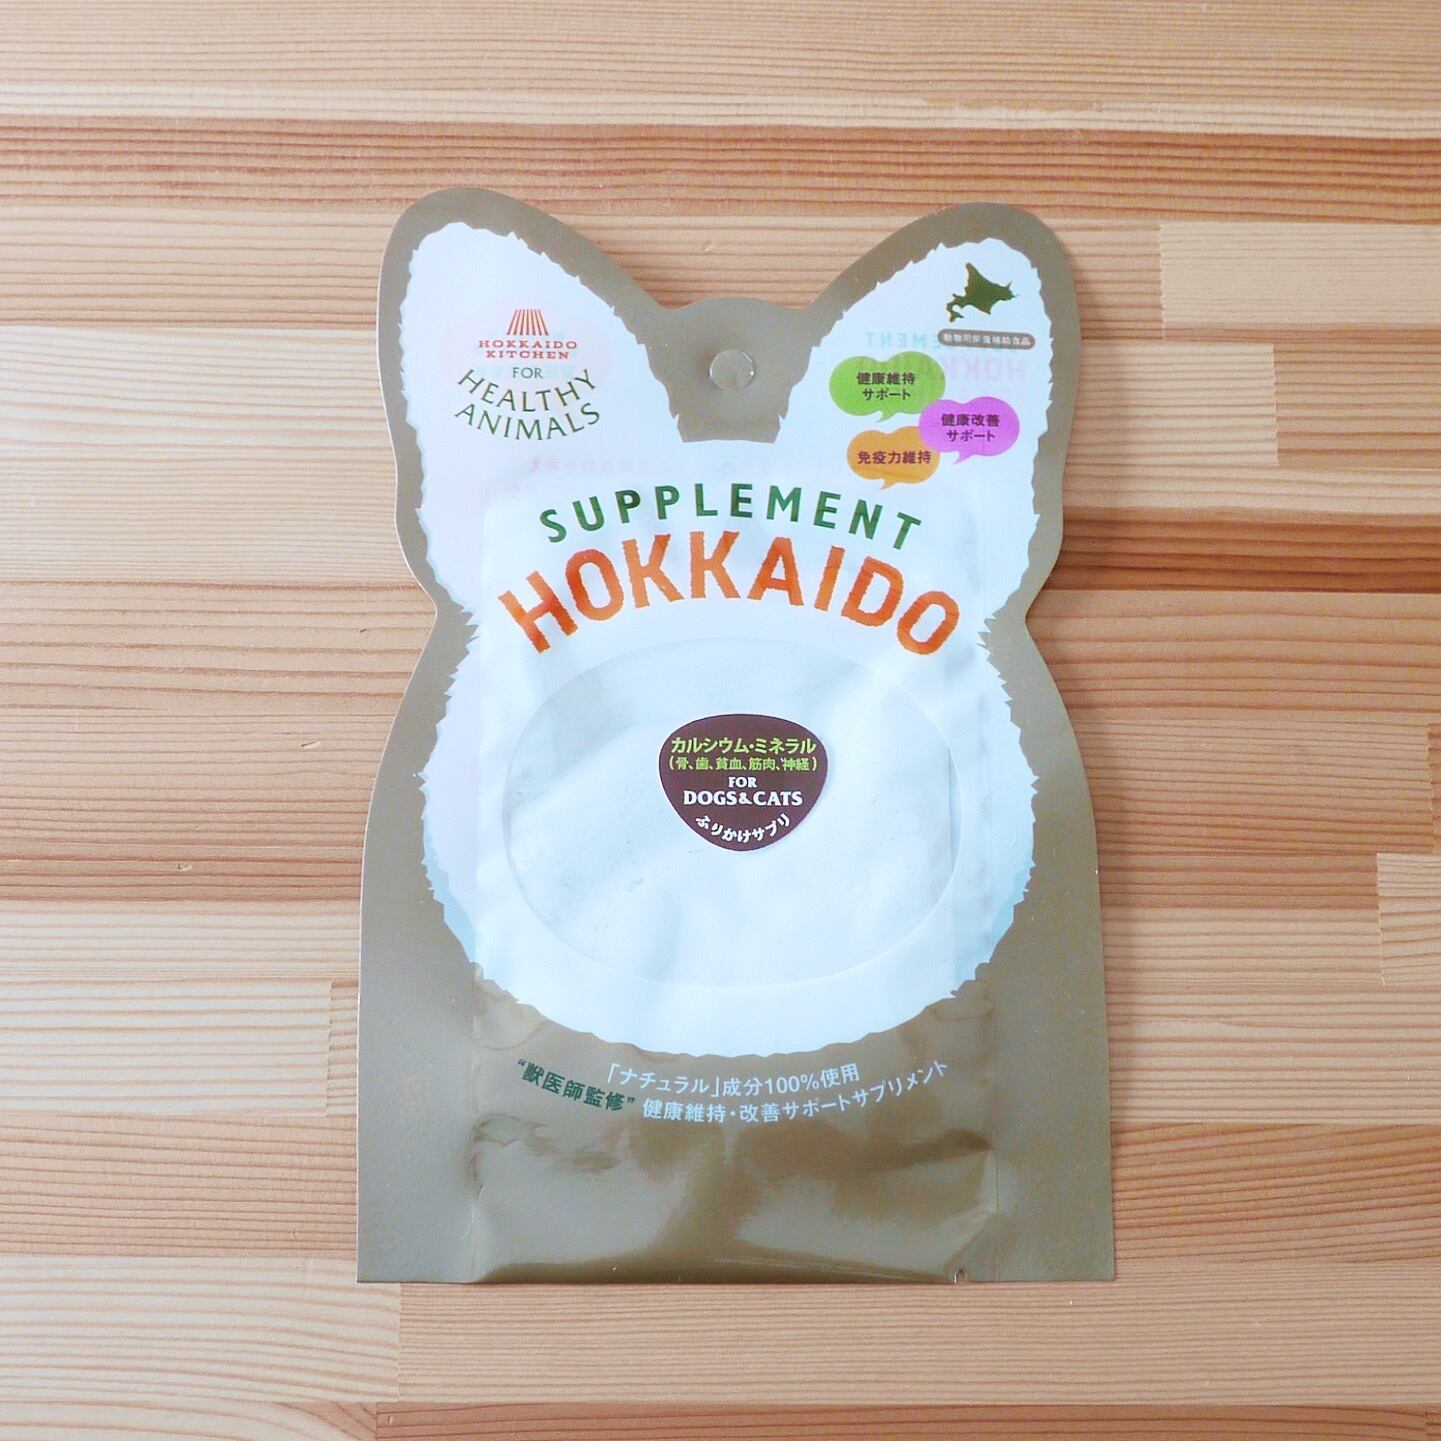 HOKKAIDO
KITCHEN
FOR
HEALTHY
ANIMALS
動物用栄養補助食品
健康維持
サポート
健康改善
サポート
免疫力維持
SUPPLEMENT
HOKKAIDO
カルシウム・ミネラル
(骨、歯、貧血、筋肉、神経)
FOR
DOGS&CATS
ふりかけサプリ
「ナチュラル」成分100%使用
"獣医師監修" 健康維持・改善サポートサプリメント